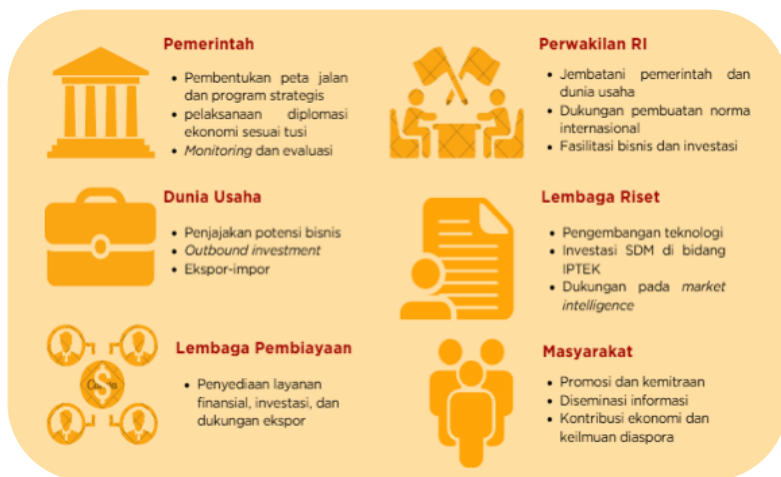 Pemerintah
• Pembentukan peta jalan
dan program strategis
• pelaksanaan diplomasi
ekonomi sesuai tusi
• Monitoring dan evaluasi
Perwakilan RI
• Jembatani pemerintah dan
dunia usaha
• Dukungan pembuatan norma
internasional
• Fasilitasi bisnis dan investasi
Dunia Usaha
• Penjajakan potensi bisnis
• Outbound investment
• Ekspor-impor
Lembaga Riset
• Pengembangan teknologi
• Investasi SDM di bidang
IPTEK
• Dukungan pada market
intelligence
Lembaga Pembiayaan
• Penyediaan layanan
finansial, investasi, dan
dukungan ekspor
Masyarakat
• Promosi dan kemitraan
• Diseminasi informasi
• Kontribusi ekonomi dan
keilmuan diaspora